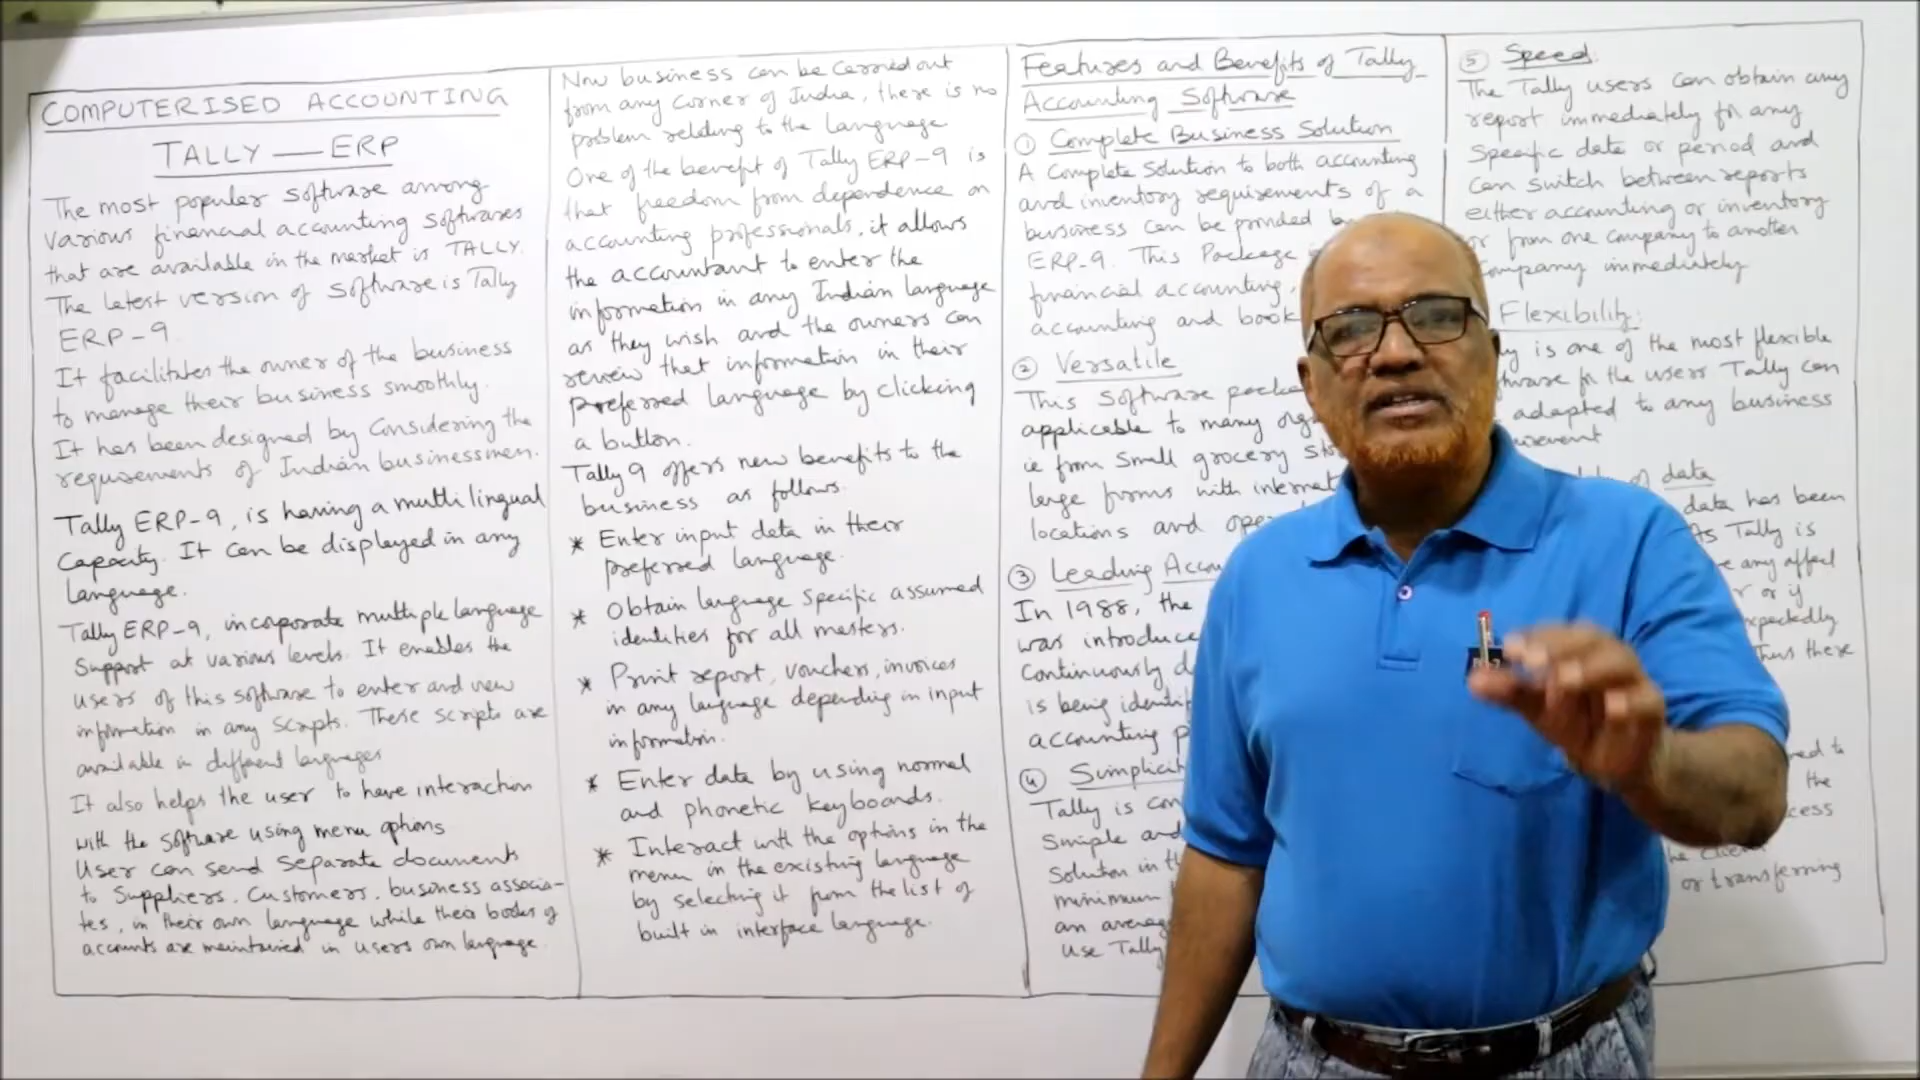 COMPUTERISED ACCOUNTING
TALLY — ERP
The most popular software among
various financial accounting softwares
that are available in the market is TALLY.
The latest version of software is Tally
ERP-9
It facilitates the owner of the business
to manage their business smoothly.
It has been designed by considering the
requirements of Indian businessmen.
Tally ERP-9, is having a multi lingual
capacity. It can be displayed in any
language.
Tally ERP-9, incorporate multiple language
support at various levels. It enables the
users of this software to enter and view
information in any scripts. These scripts are
available in different languages
It also helps the user to have interaction
with the software using menu options
User can send separate documents
to suppliers, customers, business associa-
tes, in their own language while their books of
accounts are maintained in users own language.
Now business can be carried out
from any corner of India, there is no
problem relating to the language
One of the benefit of Tally ERP-9 is
that freedom from dependence on
accounting professionals, it allows
the accountant to enter the
information in any Indian language
as they wish and the owners can
review that information in their
preferred language by clicking
a button.
Tally 9 offers new benefits to the
business as follows.
* Enter input data in their
preferred language.
* Obtain language specific assumed
identities for all masters.
* Print report, vouchers, invoices
in any language depending in input
information.
* Enter data by using normal
and phonetic keyboards.
* Interact with the options in the
menu in the existing language
by selecting it from the list of
built in interface language.
Features and Benefits of Tally
Accounting Software
① Complete Business Solution
A complete solution to both accounting
and inventory requirements of a
business can be provided
ERP-9. This Package
financial accounting,
accounting and book
② Versatile
This software
applicable to many
ie from small grocery
large firms with
locations and
③ Leading
In 1988, the
was
continuously
is being
accounting
④
Tally is
simple and
solution in
minimum
an
use Tally
⑤ Speed
The Tally users can obtain any
report immediately for any
specific date or period and
can switch between reports
either accounting or inventory
or from one company to another
company immediately
Flexibility:
is one of the most flexible
for the users Tally can
adapted to any business
of data
data has been
As Tally is
any affect
or if
Thus there
to
the
or transferring